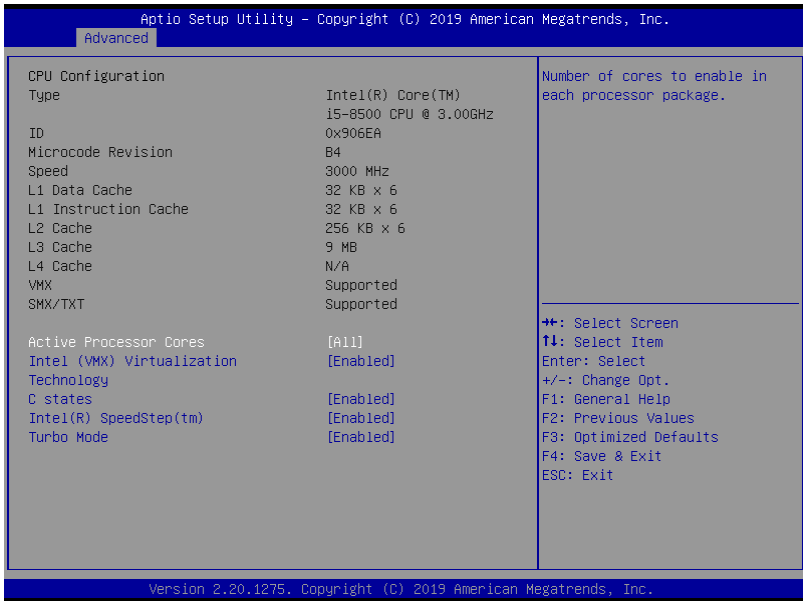 Aptio Setup Utility – Copyright (C) 2019 American Megatrends, Inc.
Advanced
CPU Configuration
Type Intel(R) Core(TM)
i5-8500 CPU @ 3.00GHz
ID 0x906EA
Microcode Revision B4
Speed 3000 MHz
L1 Data Cache 32 KB x 6
L1 Instruction Cache 32 KB x 6
L2 Cache 256 KB x 6
L3 Cache 9 MB
L4 Cache N/A
VMX Supported
SMX/TXT Supported
Active Processor Cores [All]
Intel (VMX) Virtualization [Enabled]
Technology
C states [Enabled]
Intel(R) SpeedStep(tm) [Enabled]
Turbo Mode [Enabled]
Number of cores to enable in
each processor package.
→←: Select Screen
↑↓: Select Item
Enter: Select
+/-: Change Opt.
F1: General Help
F2: Previous Values
F3: Optimized Defaults
F4: Save & Exit
ESC: Exit
Version 2.20.1275. Copyright (C) 2019 American Megatrends, Inc.